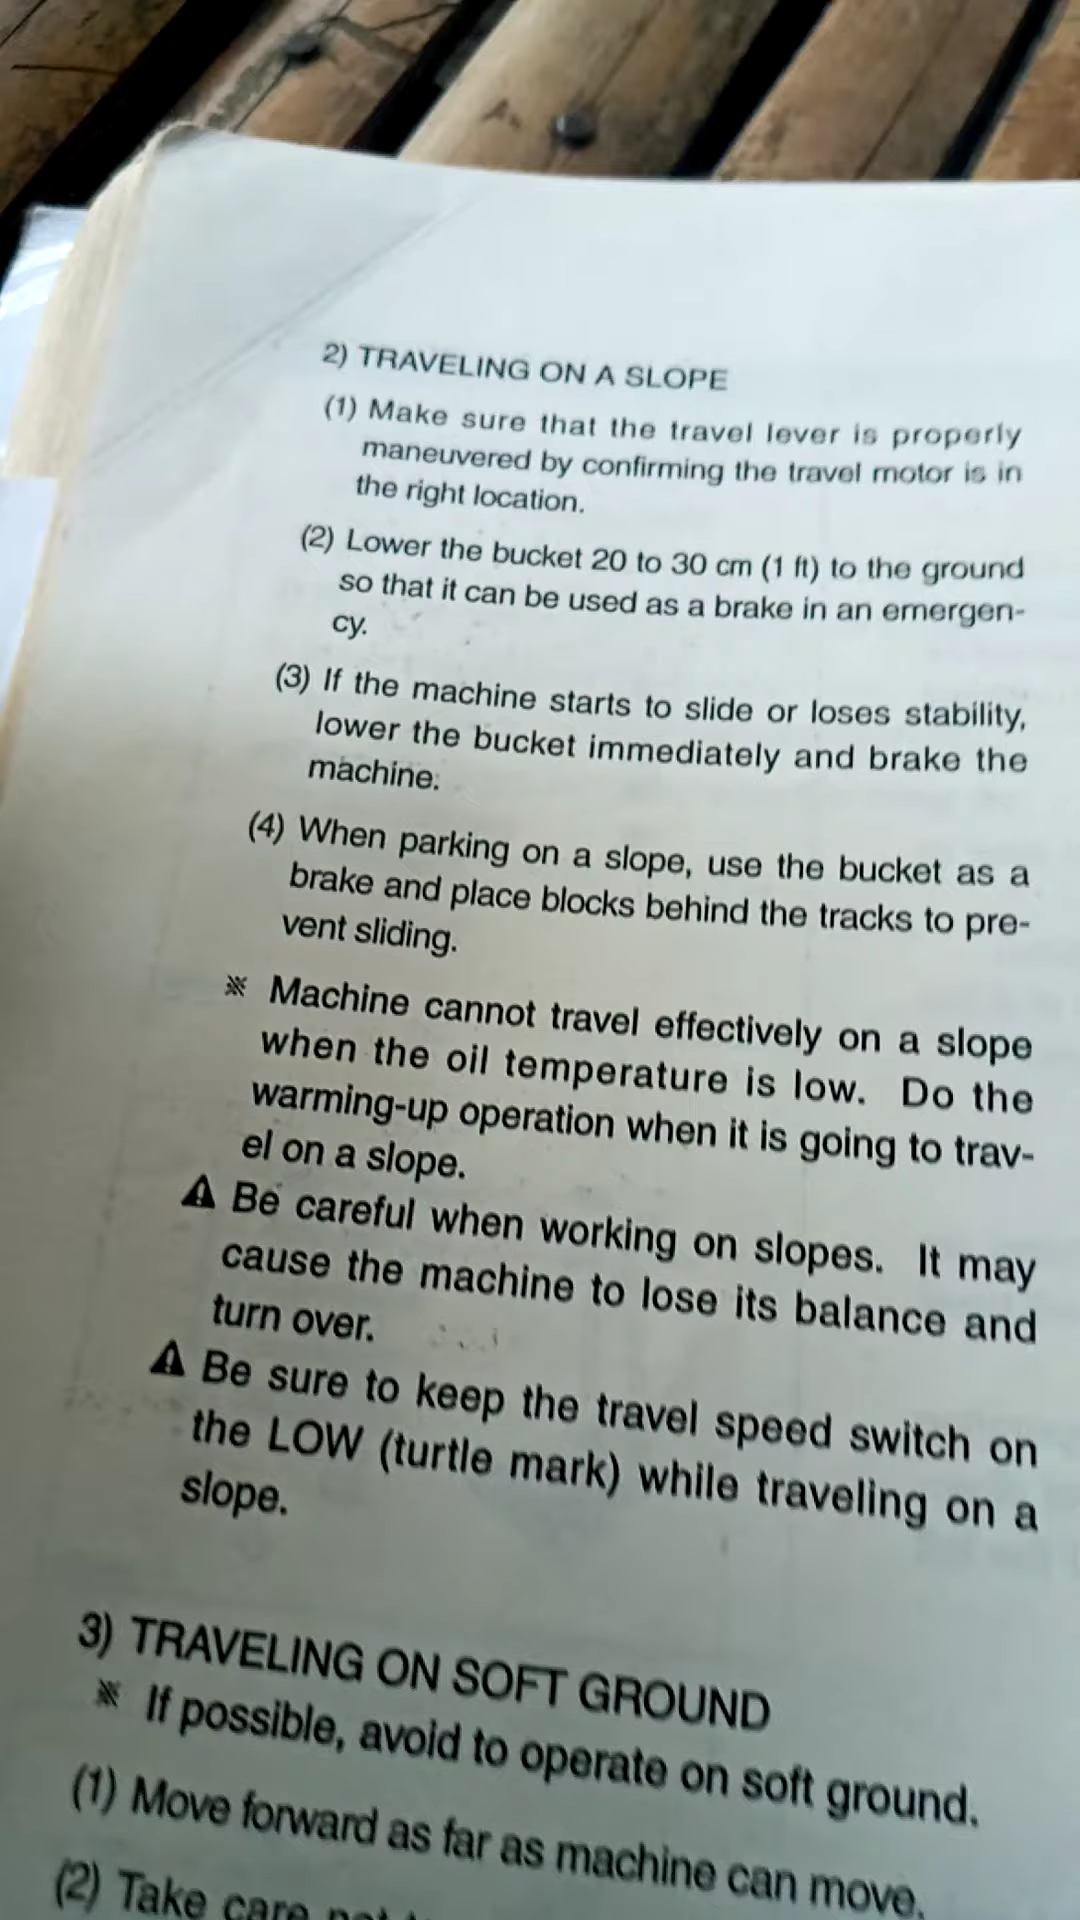 2) TRAVELING ON A SLOPE
(1) Make sure that the travel lever is properly
maneuvered by confirming the travel motor is in
the right location.
(2) Lower the bucket 20 to 30 cm (1 ft) to the ground
so that it can be used as a brake in an emergen-
cy.
(3) If the machine starts to slide or loses stability,
lower the bucket immediately and brake the
machine.
(4) When parking on a slope, use the bucket as a
brake and place blocks behind the tracks to pre-
vent sliding.
※ Machine cannot travel effectively on a slope
when the oil temperature is low. Do the
warming-up operation when it is going to trav-
el on a slope.
⚠ Be careful when working on slopes. It may
cause the machine to lose its balance and
turn over.
⚠ Be sure to keep the travel speed switch on
the LOW (turtle mark) while traveling on a
slope.
3) TRAVELING ON SOFT GROUND
※ If possible, avoid to operate on soft ground.
(1) Move forward as far as machine can move.
(2) Take care not